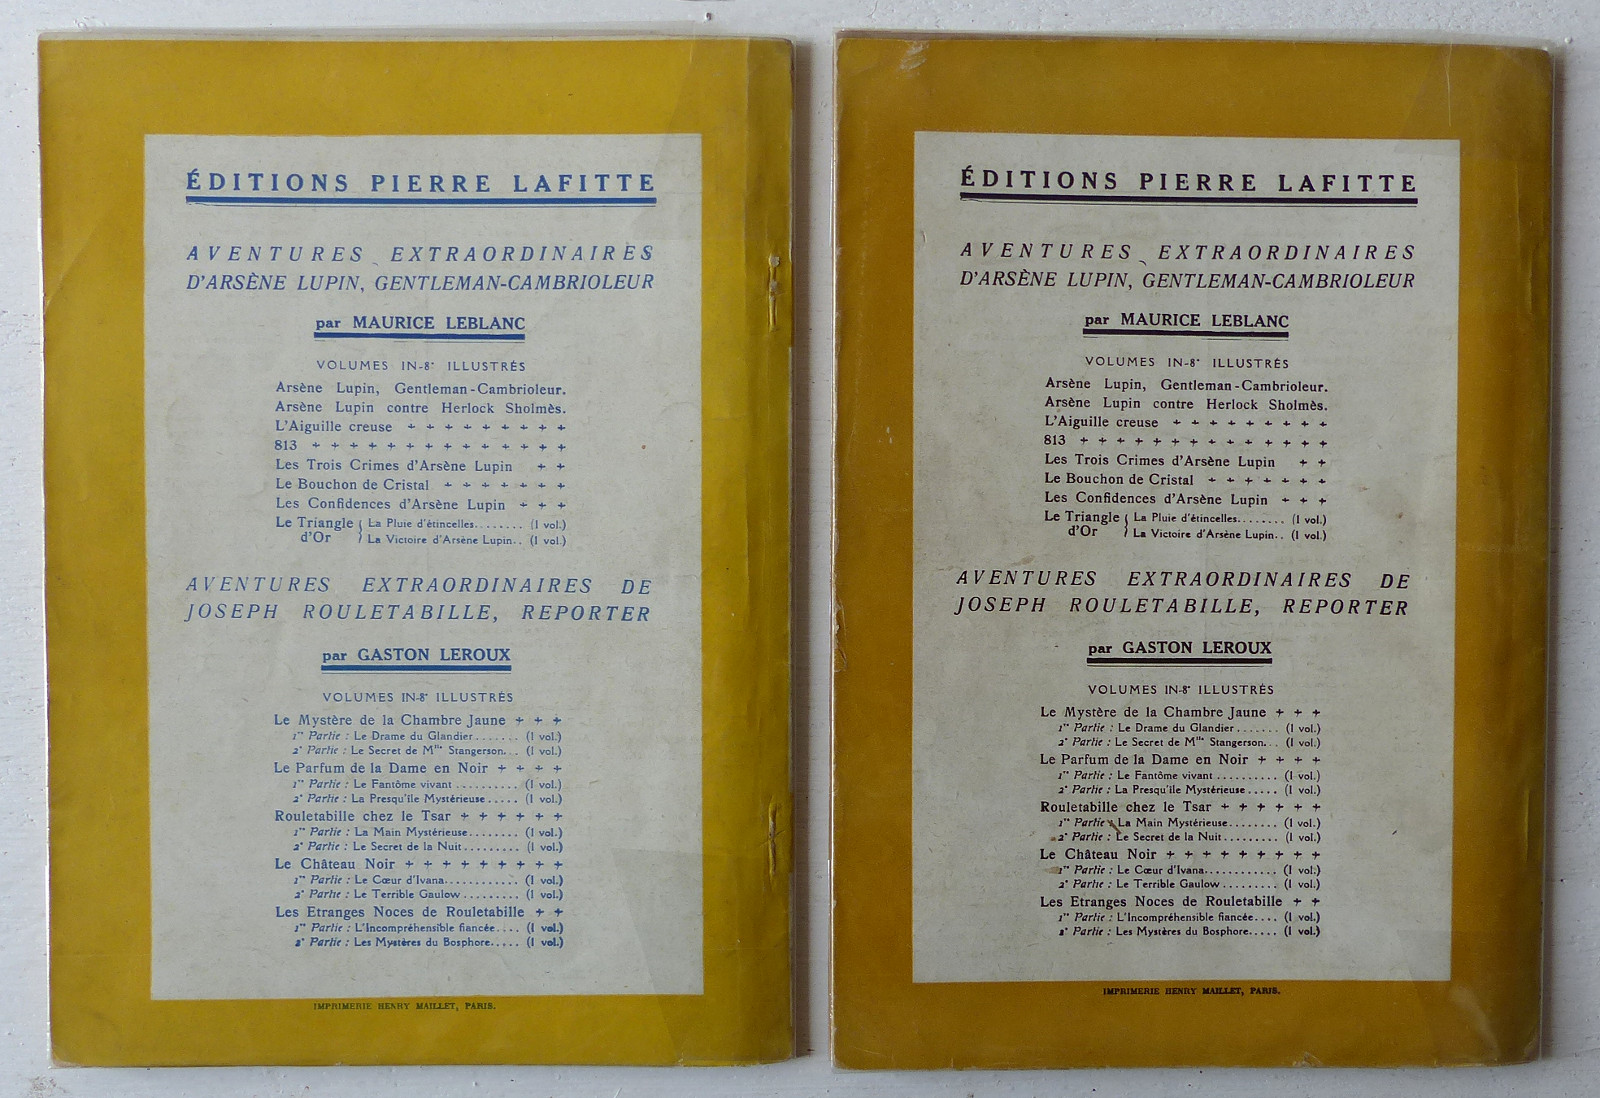 ÉDITIONS PIERRE LAFITTE
AVENTURES EXTRAORDINAIRES
D'ARSÈNE LUPIN, GENTLEMAN-CAMBRIOLEUR
par MAURICE LEBLANC
VOLUMES IN-8° ILLUSTRÉS
Arsène Lupin, Gentleman-Cambrioleur.
Arsène Lupin contre Herlock Sholmès.
L'Aiguille creuse + + + + + + + + +
813 + + + + + + + + + + + + + +
Les Trois Crimes d'Arsène Lupin + +
Le Bouchon de Cristal + + + + + + +
Les Confidences d'Arsène Lupin + + +
Le Triangle { La Pluie d'étincelles........ (1 vol.)
d'Or } La Victoire d'Arsène Lupin.. (1 vol.)
AVENTURES EXTRAORDINAIRES DE
JOSEPH ROULETABILLE, REPORTER
par GASTON LEROUX
VOLUMES IN-8° ILLUSTRÉS
Le Mystère de la Chambre Jaune + + +
1re Partie : Le Drame du Glandier....... (1 vol.)
2e Partie : Le Secret de Mlle Stangerson... (1 vol.)
Le Parfum de la Dame en Noir + + + +
1re Partie : Le Fantôme vivant .......... (1 vol.)
2e Partie : La Presqu'île Mystérieuse ..... (1 vol.)
Rouletabille chez le Tsar + + + + + +
1re Partie : La Main Mystérieuse........ (1 vol.)
2e Partie : Le Secret de la Nuit......... (1 vol.)
Le Château Noir + + + + + + + + +
1re Partie : Le Cœur d'Ivana............ (1 vol.)
2e Partie : Le Terrible Gaulow ......... (1 vol.)
Les Etranges Noces de Rouletabille + +
1re Partie : L'Incompréhensible fiancée.... (1 vol.)
2e Partie : Les Mystères du Bosphore..... (1 vol.)
IMPRIMERIE HENRY MAILLET, PARIS.
ÉDITIONS PIERRE LAFITTE
AVENTURES EXTRAORDINAIRES
D'ARSÈNE LUPIN, GENTLEMAN-CAMBRIOLEUR
par MAURICE LEBLANC
VOLUMES IN-8° ILLUSTRÉS
Arsène Lupin, Gentleman-Cambrioleur.
Arsène Lupin contre Herlock Sholmès.
L'Aiguille creuse + + + + + + + + +
813 + + + + + + + + + + + + + +
Les Trois Crimes d'Arsène Lupin + +
Le Bouchon de Cristal + + + + + + +
Les Confidences d'Arsène Lupin + + +
Le Triangle { La Pluie d'étincelles........ (1 vol.)
d'Or } La Victoire d'Arsène Lupin.. (1 vol.)
AVENTURES EXTRAORDINAIRES DE
JOSEPH ROULETABILLE, REPORTER
par GASTON LEROUX
VOLUMES IN-8° ILLUSTRÉS
Le Mystère de la Chambre Jaune + + +
1re Partie : Le Drame du Glandier....... (1 vol.)
2e Partie : Le Secret de Mlle Stangerson... (1 vol.)
Le Parfum de la Dame en Noir + + + +
1re Partie : Le Fantôme vivant .......... (1 vol.)
2e Partie : La Presqu'île Mystérieuse ..... (1 vol.)
Rouletabille chez le Tsar + + + + + +
1re Partie : La Main Mystérieuse........ (1 vol.)
2e Partie : Le Secret de la Nuit......... (1 vol.)
Le Château Noir + + + + + + + + +
1re Partie : Le Cœur d'Ivana............ (1 vol.)
2e Partie : Le Terrible Gaulow ......... (1 vol.)
Les Etranges Noces de Rouletabille + +
1re Partie : L'Incompréhensible fiancée.... (1 vol.)
2e Partie : Les Mystères du Bosphore..... (1 vol.)
IMPRIMERIE HENRY MAILLET, PARIS.